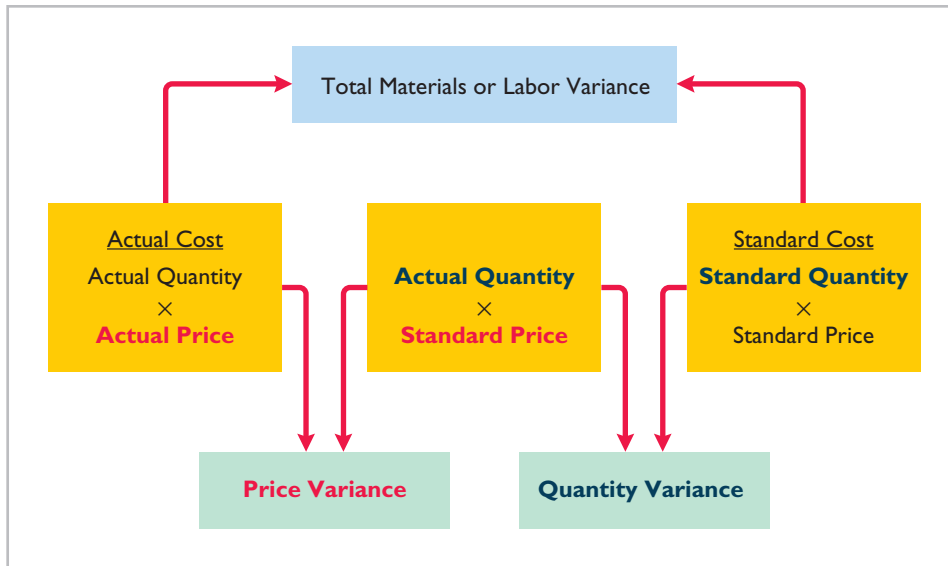 Total Materials or Labor Variance
Actual Cost
Actual Quantity
×
Actual Price
Actual Quantity
×
Standard Price
Standard Cost
Standard Quantity
×
Standard Price
Price Variance
Quantity Variance